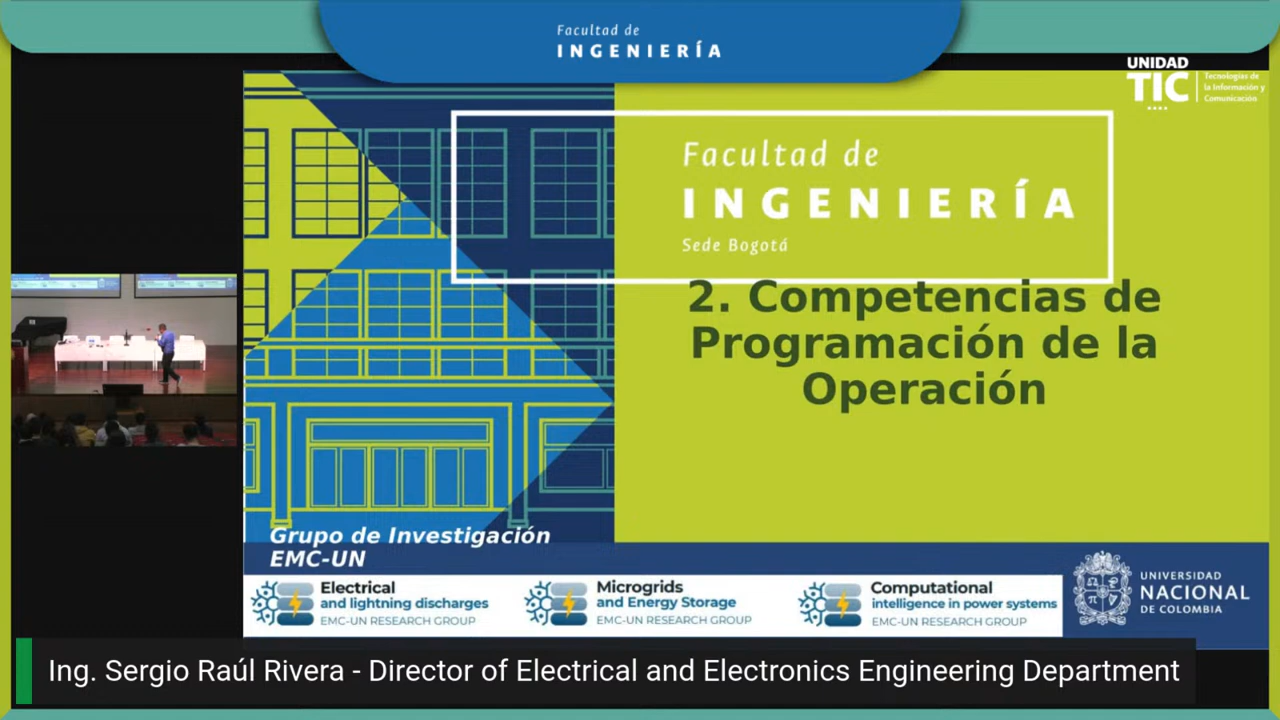 Facultad de
INGENIERÍA
UNIDAD
TIC
Tecnologías de
la Información y
Comunicación
Facultad de
INGENIERÍA
Sede Bogotá
2. Competencias de
Programación de la
Operación
Grupo de Investigación
EMC-UN
Electrical
and lightning discharges
EMC-UN RESEARCH GROUP
Microgrids
and Energy Storage
EMC-UN RESEARCH GROUP
Computational
intelligence in power systems
EMC-UN RESEARCH GROUP
UNIVERSIDAD
NACIONAL
DE COLOMBIA
Ing. Sergio Raúl Rivera - Director of Electrical and Electronics Engineering Department